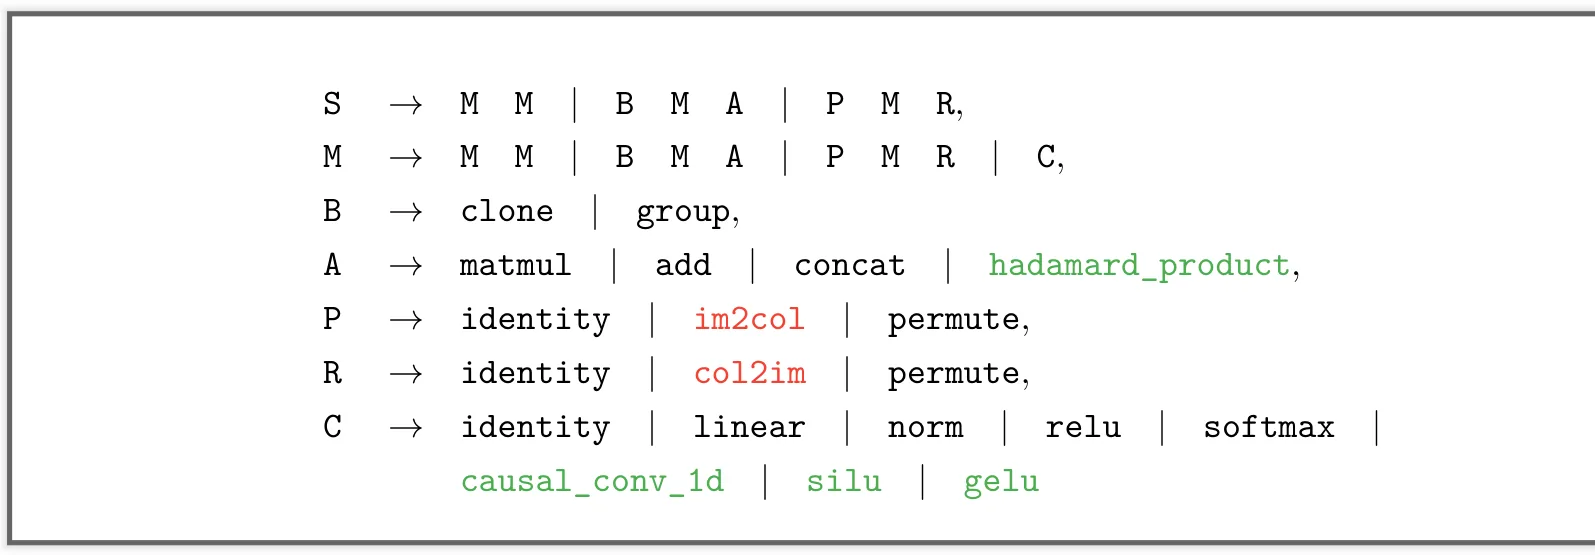 S → M M | B M A | P M R,
M → M M | B M A | P M R | C,
B → clone | group,
A → matmul | add | concat | hadamard_product,
P → identity | im2col | permute,
R → identity | col2im | permute,
C → identity | linear | norm | relu | softmax |
causal_conv_1d | silu | gelu